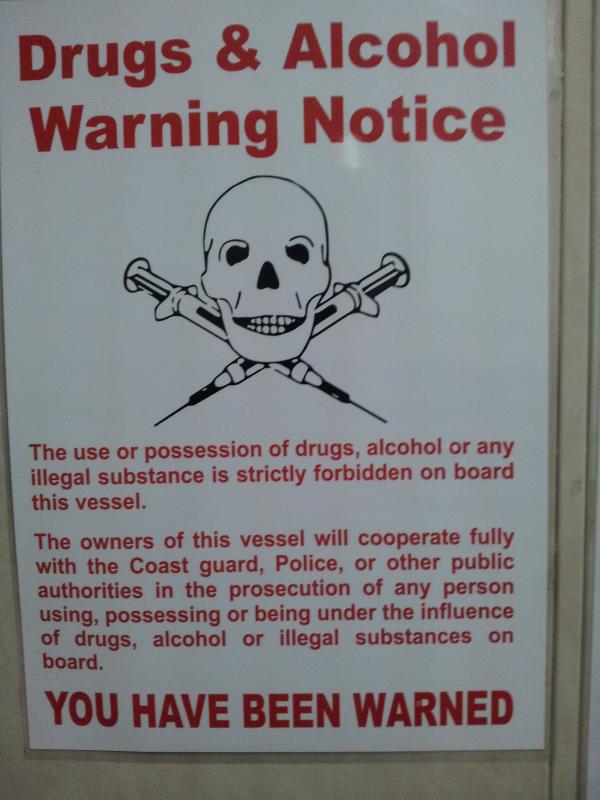 Drugs & Alcohol
Warning Notice
The use or possession of drugs, alcohol or any
illegal substance is strictly forbidden on board
this vessel.
The owners of this vessel will cooperate fully
with the Coast guard, Police, or other public
authorities in the prosecution of any person
using, possessing or being under the influence
of drugs, alcohol or illegal substances on
board.
YOU HAVE BEEN WARNED